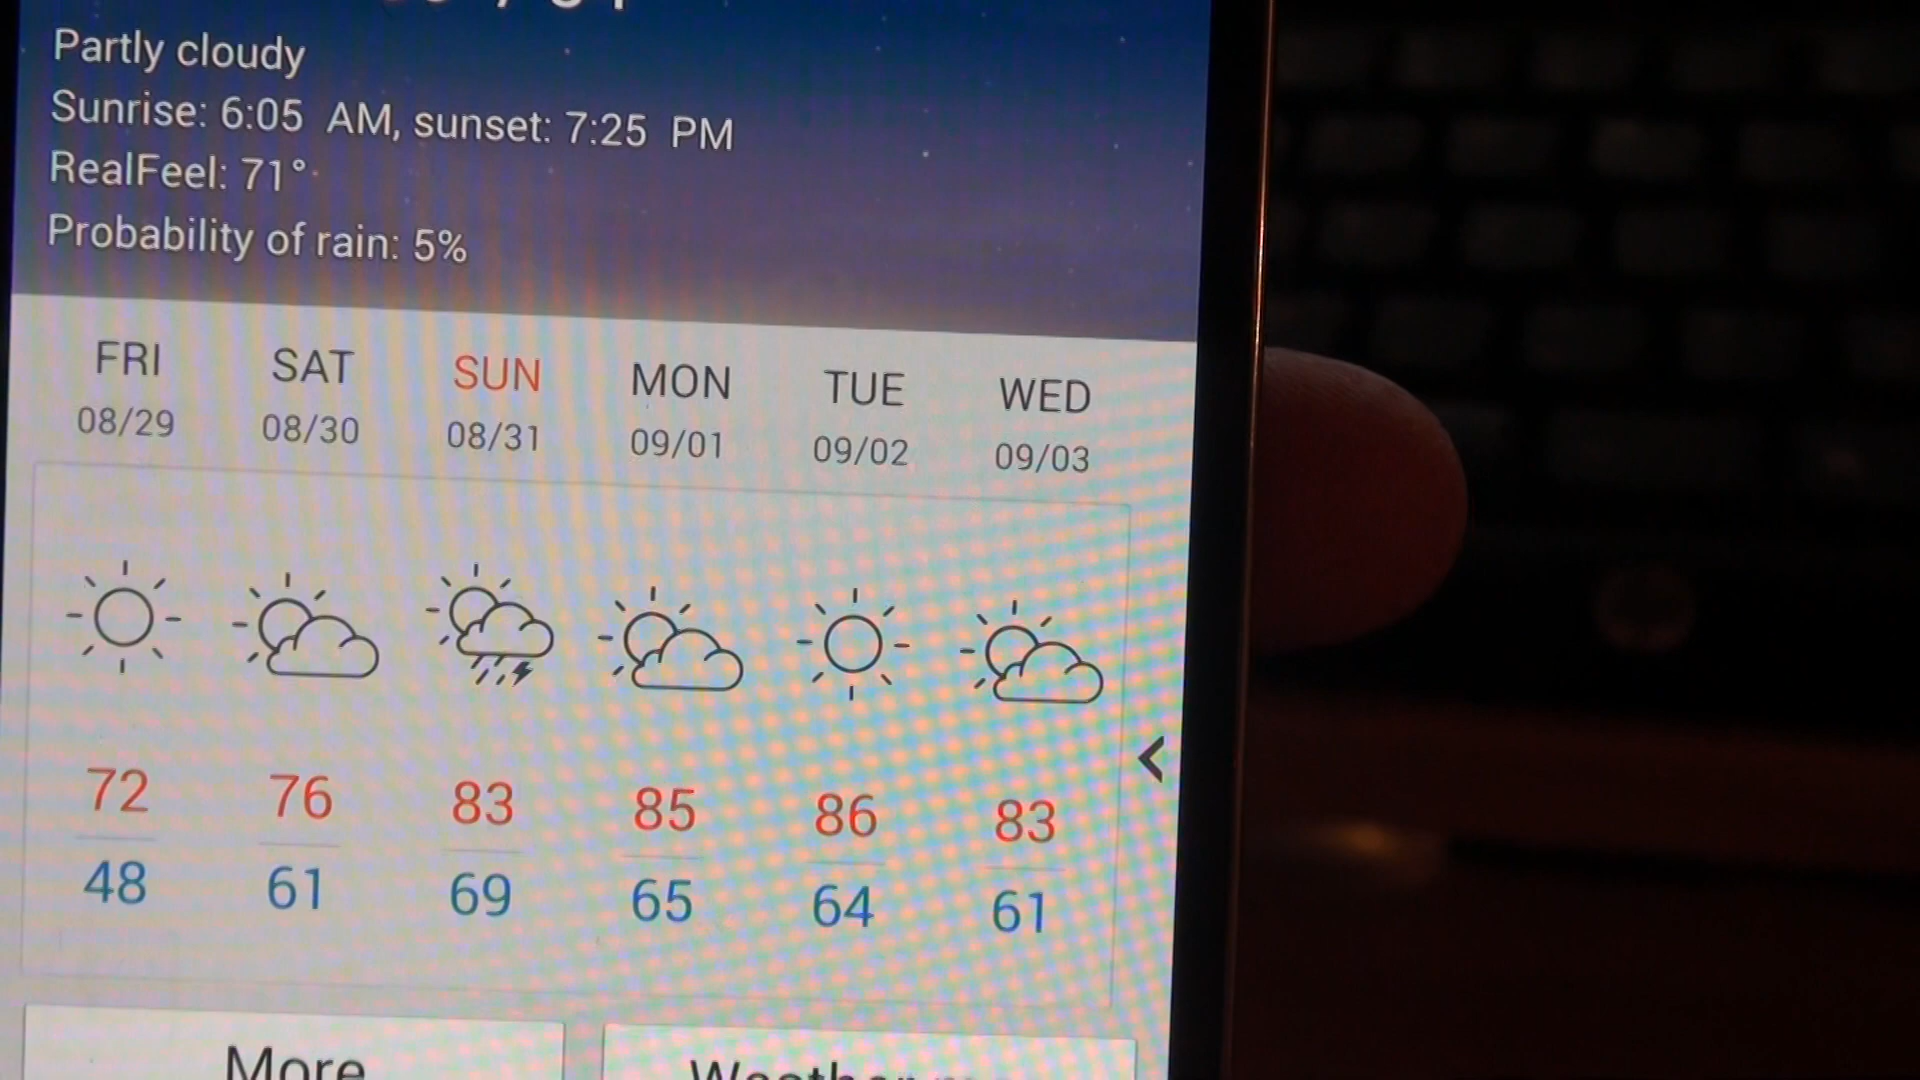 Partly cloudy
Sunrise: 6:05 AM, sunset: 7:25 PM
RealFeel: 71°
Probability of rain: 5%
FRI SAT SUN MON TUE WED
08/29 08/30 08/31 09/01 09/02 09/03
72 76 83 85 86 83
48 61 69 65 64 61
More Weather